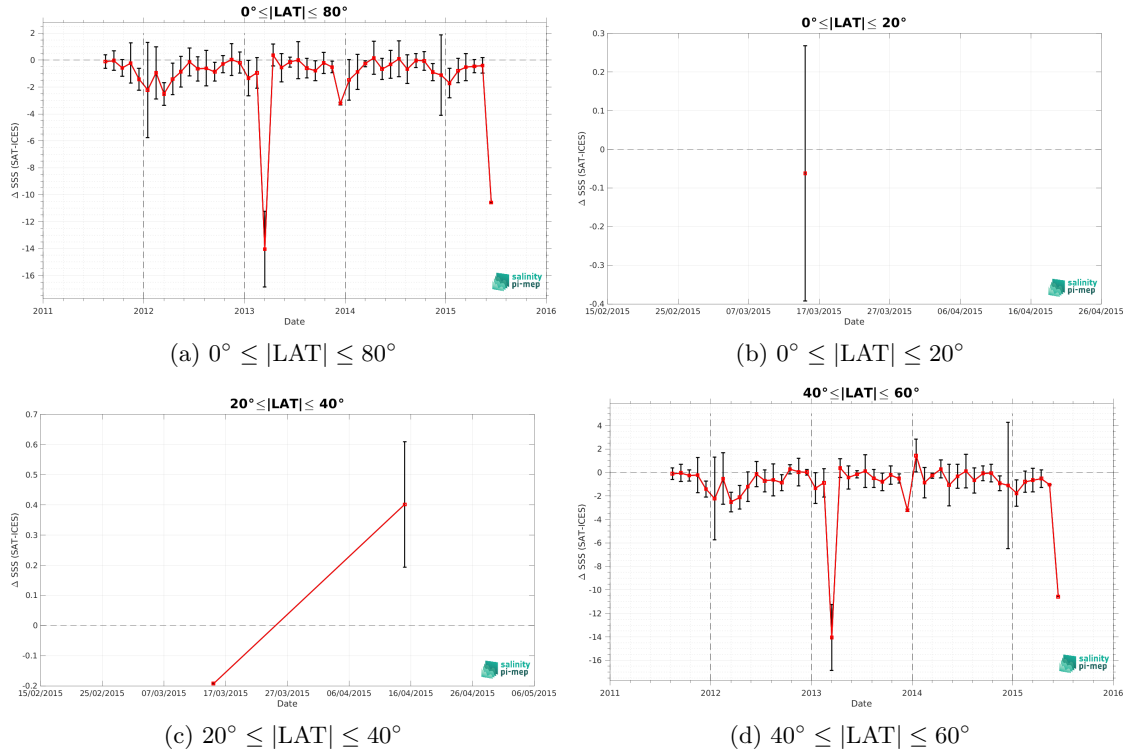 0°≤|LAT|≤ 80°
2
0
-2
-4
-6
-8
-10
-12
-14
-16
Δ SSS (SAT-ICES)
2011 2012 2013 2014 2015 2016
Date
salinity
pi-mep
(a) 0° ≤ |LAT| ≤ 80°
0°≤|LAT|≤ 20°
0.3
0.2
0.1
0
-0.1
-0.2
-0.3
-0.4
Δ SSS (SAT-ICES)
15/02/2015 25/02/2015 07/03/2015 17/03/2015 27/03/2015 06/04/2015 16/04/2015 26/04/2015
Date
salinity
pi-mep
(b) 0° ≤ |LAT| ≤ 20°
20°≤|LAT|≤ 40°
0.7
0.6
0.5
0.4
0.3
0.2
0.1
0
-0.1
-0.2
Δ SSS (SAT-ICES)
15/02/2015 25/02/2015 07/03/2015 17/03/2015 27/03/2015 06/04/2015 16/04/2015 26/04/2015 06/05/2015
Date
salinity
pi-mep
(c) 20° ≤ |LAT| ≤ 40°
40°≤|LAT|≤ 60°
4
2
0
-2
-4
-6
-8
-10
-12
-14
-16
Δ SSS (SAT-ICES)
2011 2012 2013 2014 2015 2016
Date
salinity
pi-mep
(d) 40° ≤ |LAT| ≤ 60°